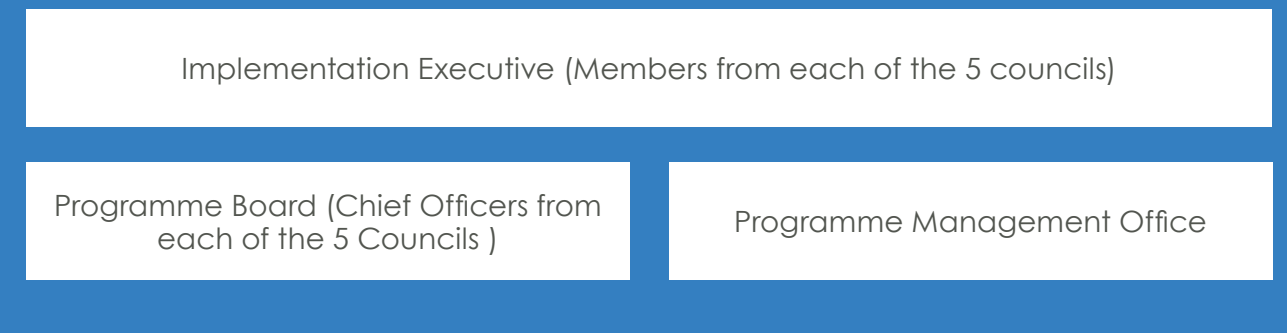 Implementation Executive (Members from each of the 5 councils)
Programme Board (Chief Officers from
each of the 5 Councils )
Programme Management Office